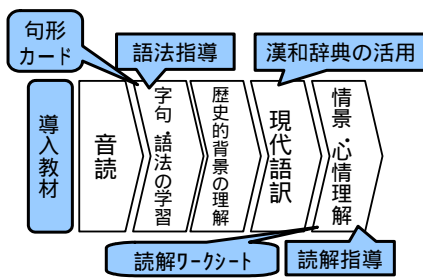 句形
カード
語法指導
漢和辞典の活用
導入教材
音読
字句・語法の学習
歴史的背景の理解
現代語訳
情景・心情理解
読解ワークシート
読解指導